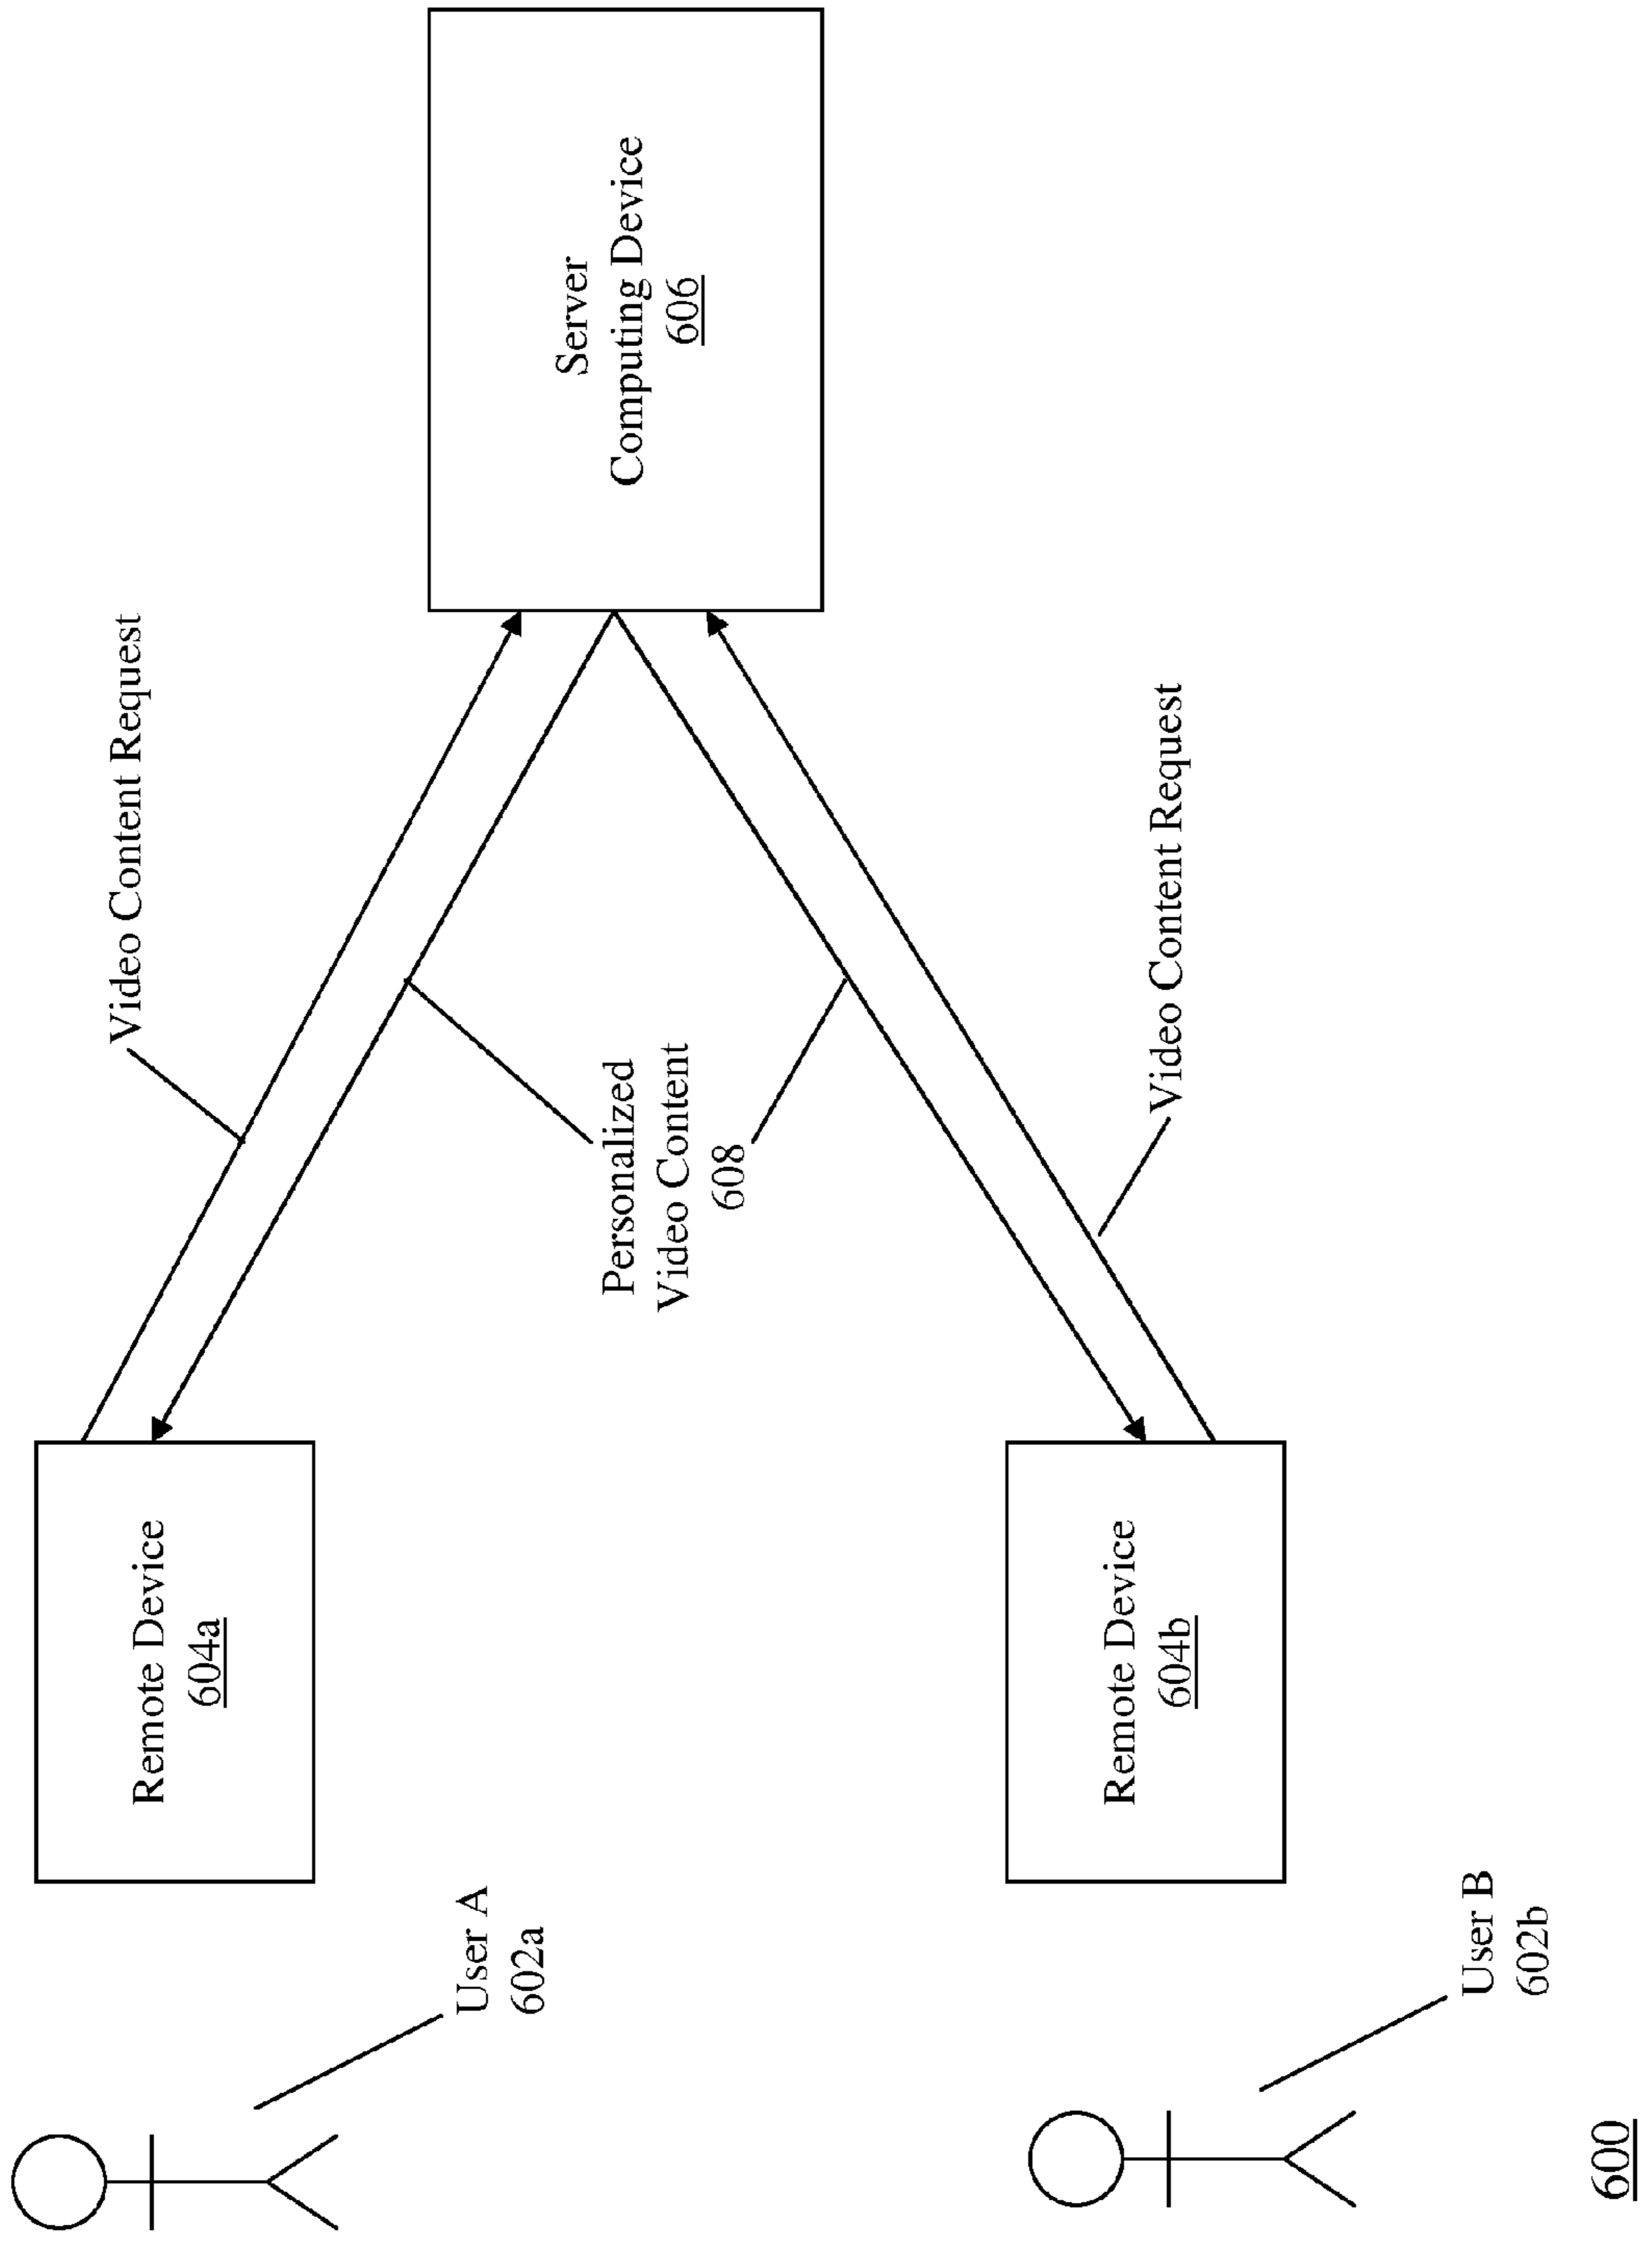 User A
602a
Remote Device
604a
Video Content Request
Personalized
Video Content
608
Server
Computing Device
606
User B
602b
Remote Device
604b
Video Content Request
600